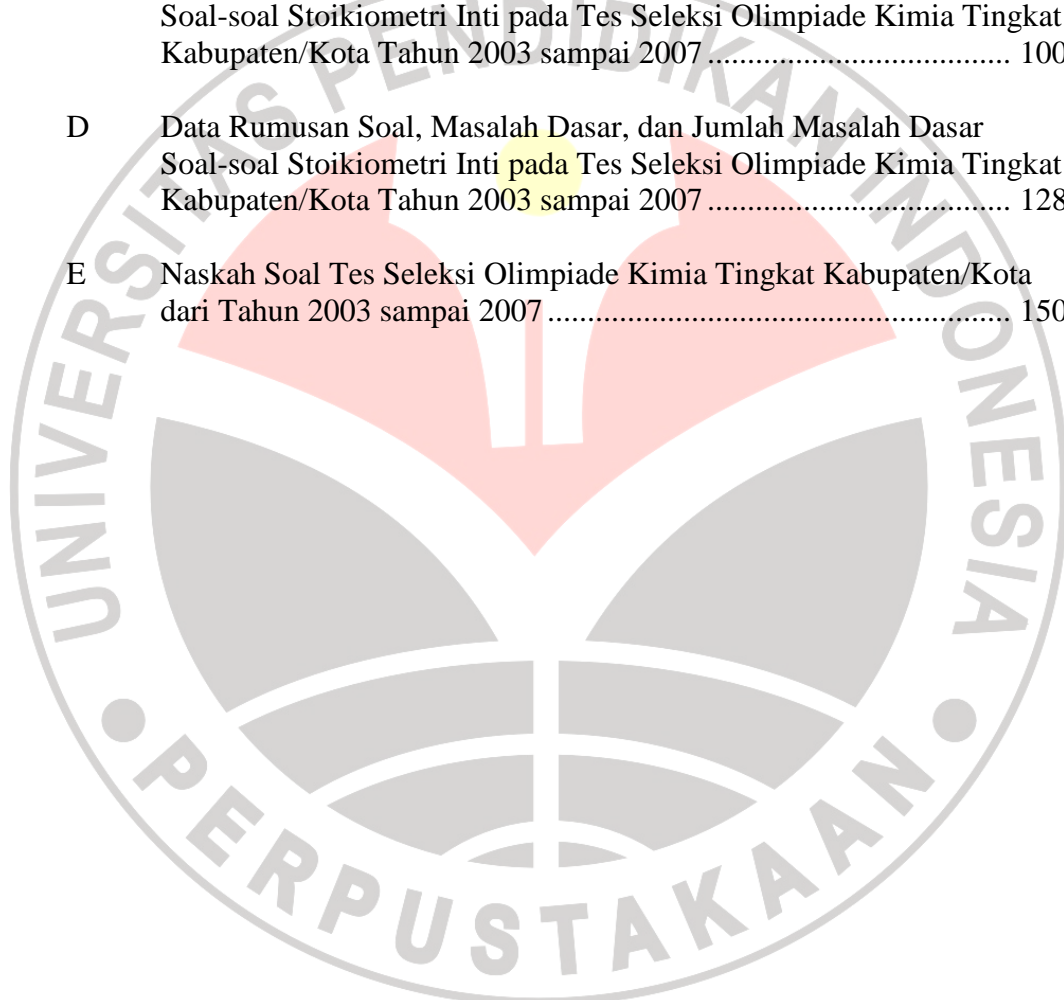 Soal-soal Stoikiometri Inti pada Tes Seleksi Olimpiade Kimia Tingkat
Kabupaten/Kota Tahun 2003 sampai 2007 ...................................... 100
D Data Rumusan Soal, Masalah Dasar, dan Jumlah Masalah Dasar
Soal-soal Stoikiometri Inti pada Tes Seleksi Olimpiade Kimia Tingkat
Kabupaten/Kota Tahun 2003 sampai 2007 ...................................... 128
E Naskah Soal Tes Seleksi Olimpiade Kimia Tingkat Kabupaten/Kota
dari Tahun 2003 sampai 2007 .......................................................... 150
UNIVERSITAS PENDIDIKAN INDONESIA
PERPUSTAKAAN